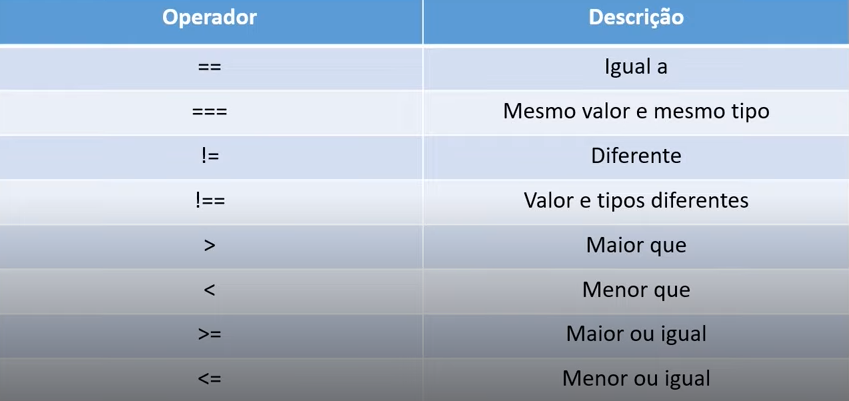 Operador Descrição
== Igual a
=== Mesmo valor e mesmo tipo
!= Diferente
!== Valor e tipos diferentes
> Maior que
< Menor que
>= Maior ou igual
<= Menor ou igual